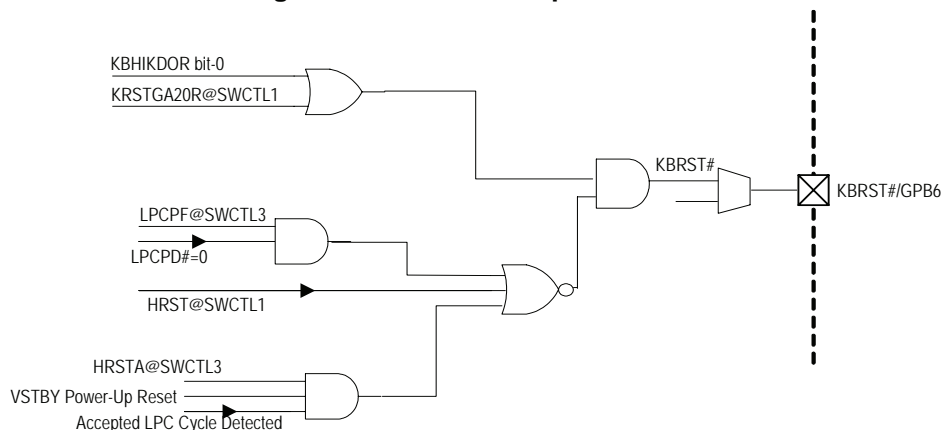 KBHIKDOR bit-0
KRSTGA20R@SWCTL1
KBRST#
KBRST#/GPB6
LPCPF@SWCTL3
LPCPD#=0
HRST@SWCTL1
HRSTA@SWCTL3
VSTBY Power-Up Reset
Accepted LPC Cycle Detected